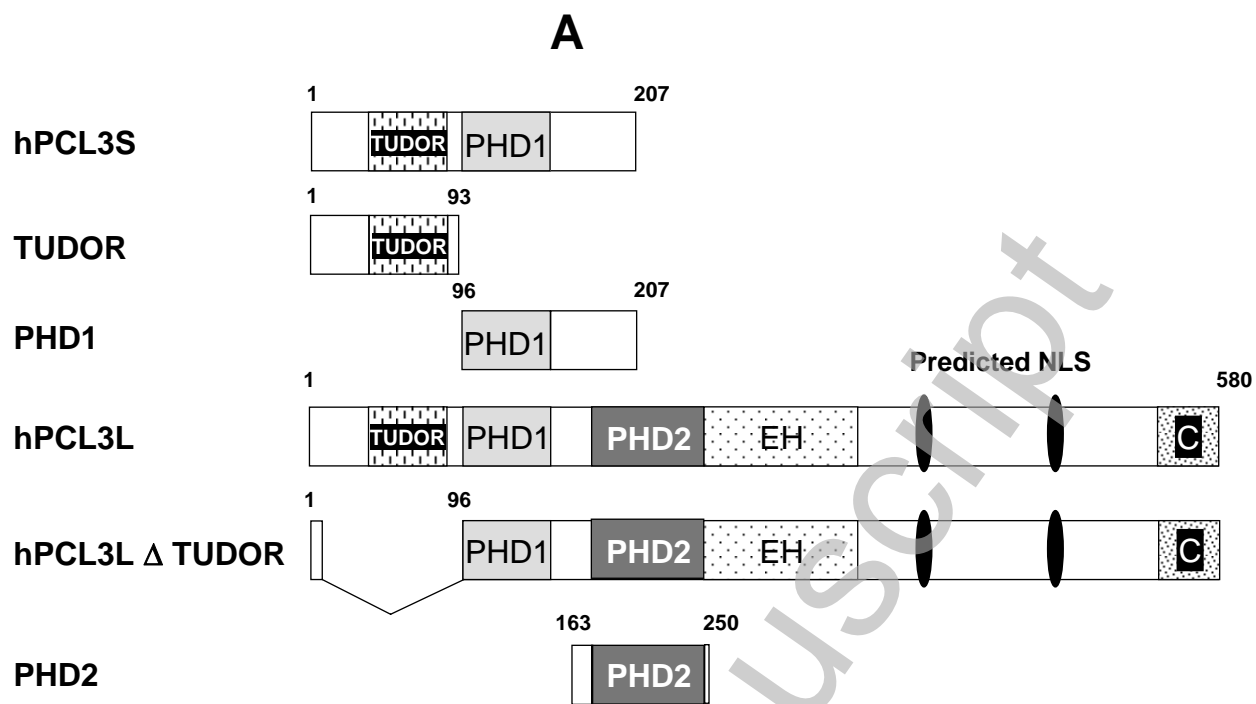 A
1 207
hPCL3S TUDOR PHD1
1 93
TUDOR TUDOR
96 207
PHD1 PHD1
Predicted NLS
1 580
hPCL3L TUDOR PHD1 PHD2 EH C
1 96
hPCL3L Δ TUDOR PHD1 PHD2 EH C
163 250
PHD2 PHD2
uscript